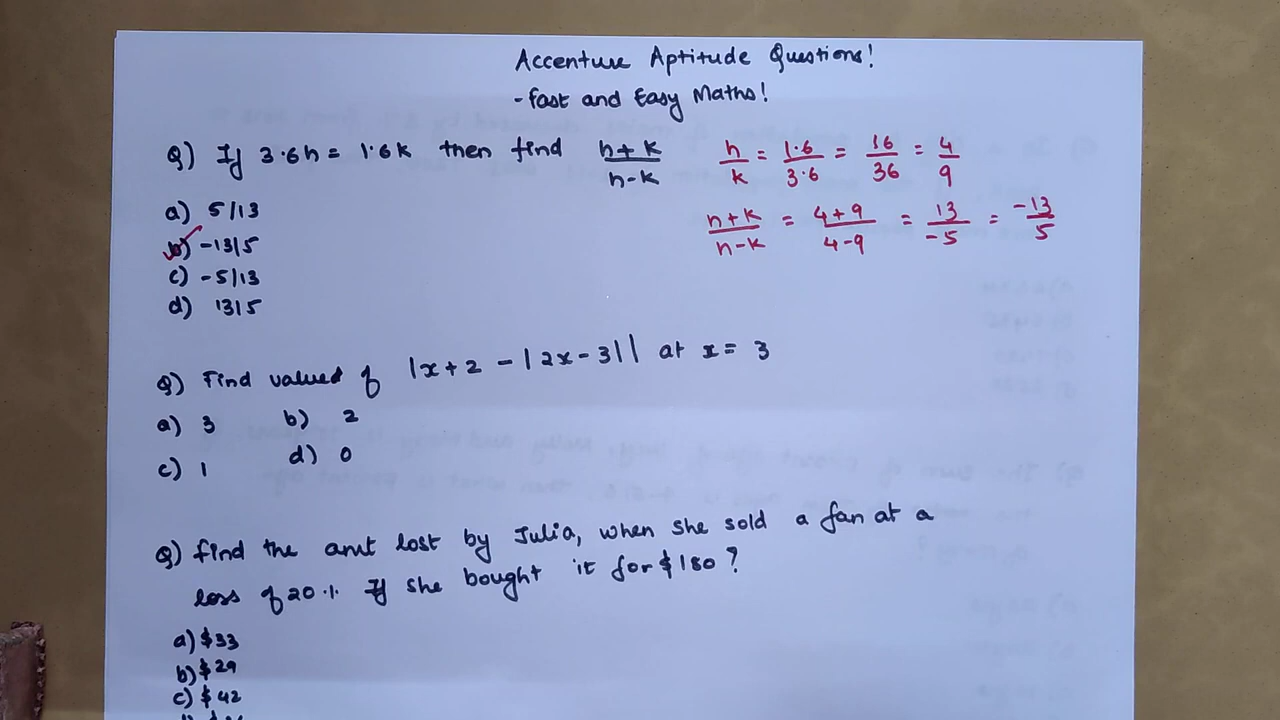 Accenture Aptitude Questions!
- Fast and Easy Maths!
Q) If 3.6h = 1.6k then find h+k/h-k
h/k = 1.6/3.6 = 16/36 = 4/9
a) 5/13
b) -13/5
c) -5/13
d) 13/5
h+k/h-k = 4+9/4-9 = 13/-5 = -13/5
Q) Find valued of |x+2 - |2x-3|| at x = 3
a) 3 b) 2
c) 1 d) 0
Q) Find the amt lost by Julia, when she sold a fan at a
loss of 20%. If she bought it for $180?
a) $33
b) $29
c) $42